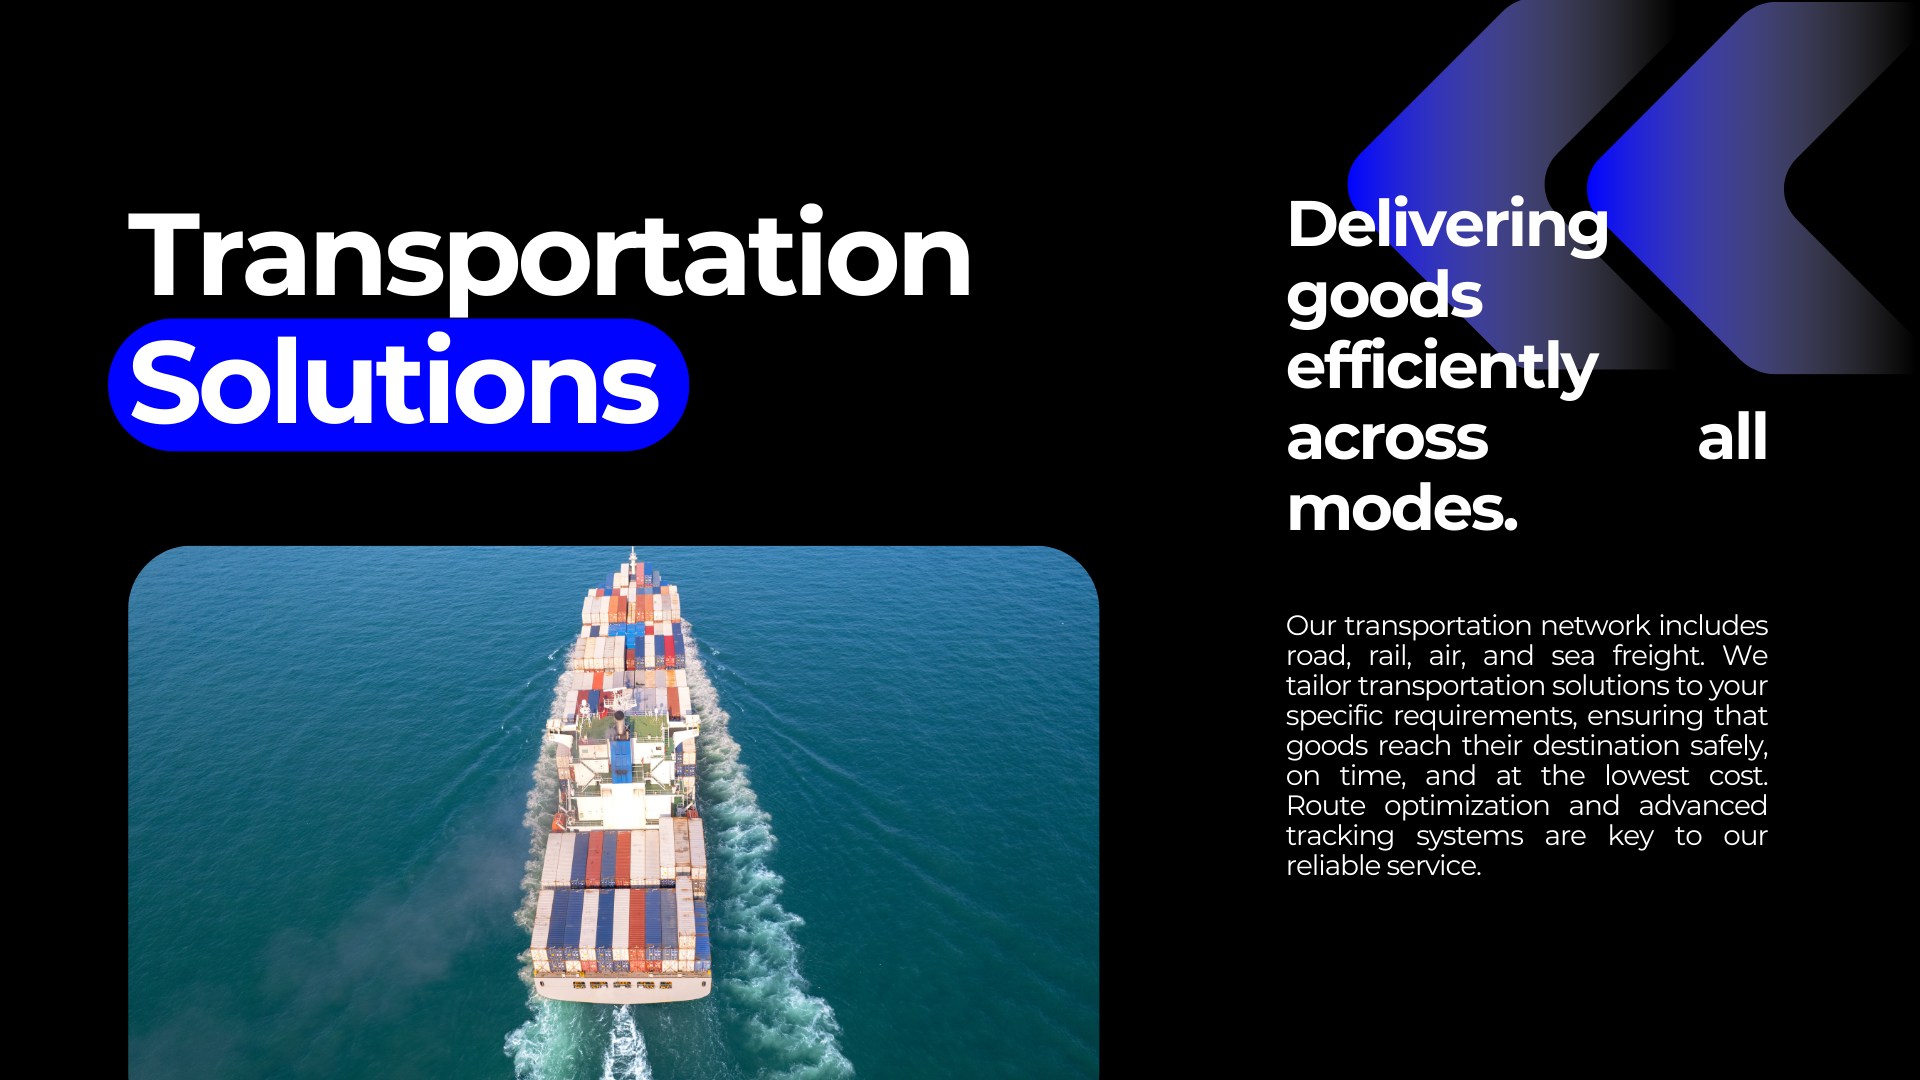 Transportation
Solutions
Delivering
goods
efficiently
across all
modes.
Our transportation network includes
road, rail, air, and sea freight. We
tailor transportation solutions to your
specific requirements, ensuring that
goods reach their destination safely,
on time, and at the lowest cost.
Route optimization and advanced
tracking systems are key to our
reliable service.